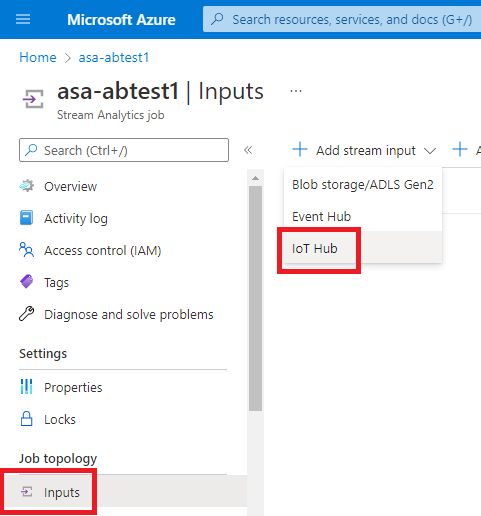 Microsoft Azure
Search resources, services, and docs (G+/)
Home > asa-abtest1
asa-abtest1 | Inputs ...
Stream Analytics job
Search (Ctrl+/)
«
Add stream input
A
Blob storage/ADLS Gen2
Event Hub
IoT Hub
Overview
Activity log
Access control (IAM)
Tags
Diagnose and solve problems
Settings
Properties
Locks
Job topology
Inputs